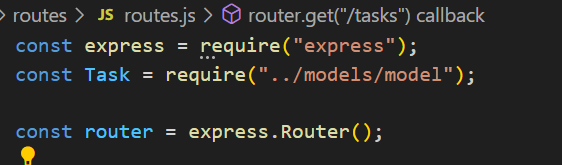 routes > JS routes.js > router.get("/tasks") callback
const express = require("express");
const Task = require("../models/model");
const router = express.Router();